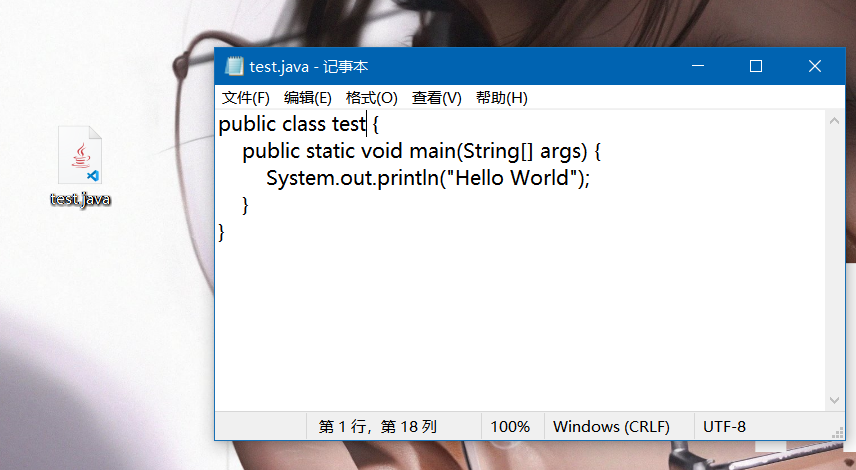 test.java - 记事本
文件(F) 编辑(E) 格式(O) 查看(V) 帮助(H)
public class test {
    public static void main(String[] args) {
        System.out.println("Hello World");
    }
}
test.java
第 1 行，第 18 列 100% Windows (CRLF) UTF-8